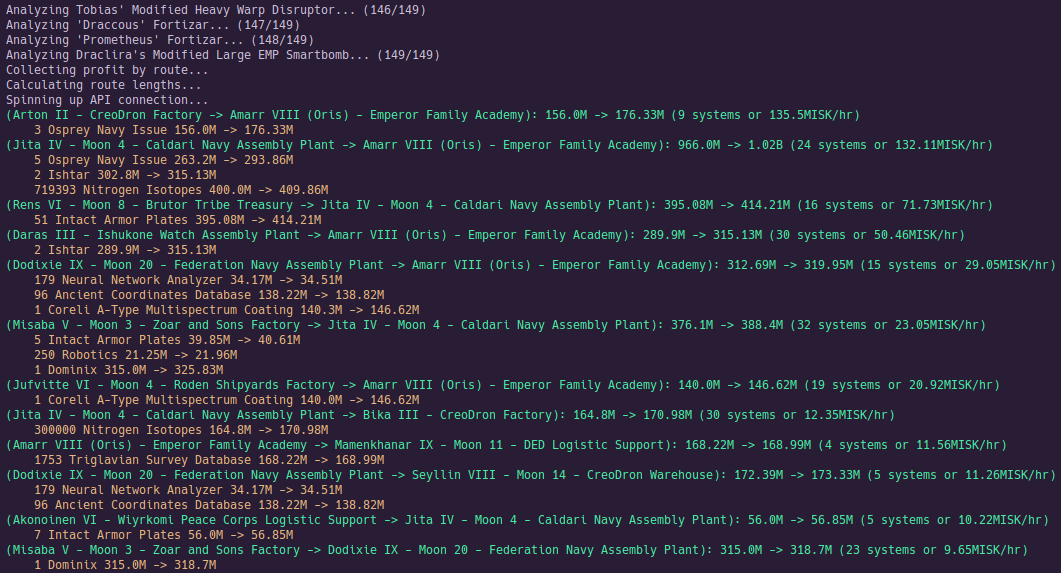 Analyzing Tobias' Modified Heavy Warp Disruptor... (146/149)
Analyzing 'Draccous' Fortizar... (147/149)
Analyzing 'Prometheus' Fortizar... (148/149)
Analyzing Draclira's Modified Large EMP Smartbomb... (149/149)
Collecting profit by route...
Calculating route lengths...
Spinning up API connection...
(Arton II - CreoDron Factory -> Amarr VIII (Oris) - Emperor Family Academy): 156.0M -> 176.33M (9 systems or 135.5MISK/hr)
    3 Osprey Navy Issue 156.0M -> 176.33M
(Jita IV - Moon 4 - Caldari Navy Assembly Plant -> Amarr VIII (Oris) - Emperor Family Academy): 966.0M -> 1.02B (24 systems or 132.11MISK/hr)
    5 Osprey Navy Issue 263.2M -> 293.86M
    2 Ishtar 302.8M -> 315.13M
    719393 Nitrogen Isotopes 400.0M -> 409.86M
(Rens VI - Moon 8 - Brutor Tribe Treasury -> Jita IV - Moon 4 - Caldari Navy Assembly Plant): 395.08M -> 414.21M (16 systems or 71.73MISK/hr)
    51 Intact Armor Plates 395.08M -> 414.21M
(Daras III - Ishukone Watch Assembly Plant -> Amarr VIII (Oris) - Emperor Family Academy): 289.9M -> 315.13M (30 systems or 50.46MISK/hr)
    2 Ishtar 289.9M -> 315.13M
(Dodixie IX - Moon 20 - Federation Navy Assembly Plant -> Amarr VIII (Oris) - Emperor Family Academy): 312.69M -> 319.95M (15 systems or 29.05MISK/hr)
    179 Neural Network Analyzer 34.17M -> 34.51M
    96 Ancient Coordinates Database 138.22M -> 138.82M
    1 Coreli A-Type Multispectrum Coating 140.3M -> 146.62M
(Misaba V - Moon 3 - Zoar and Sons Factory -> Jita IV - Moon 4 - Caldari Navy Assembly Plant): 376.1M -> 388.4M (32 systems or 23.05MISK/hr)
    5 Intact Armor Plates 39.85M -> 40.61M
    250 Robotics 21.25M -> 21.96M
    1 Dominix 315.0M -> 325.83M
(Jufvitte VI - Moon 4 - Roden Shipyards Factory -> Amarr VIII (Oris) - Emperor Family Academy): 140.0M -> 146.62M (19 systems or 20.92MISK/hr)
    1 Coreli A-Type Multispectrum Coating 140.0M -> 146.62M
(Jita IV - Moon 4 - Caldari Navy Assembly Plant -> Bika III - CreoDron Factory): 164.8M -> 170.98M (30 systems or 12.35MISK/hr)
    300000 Nitrogen Isotopes 164.8M -> 170.98M
(Amarr VIII (Oris) - Emperor Family Academy -> Mamenkhanar IX - Moon 11 - DED Logistic Support): 168.22M -> 168.99M (4 systems or 11.56MISK/hr)
    1753 Triglavian Survey Database 168.22M -> 168.99M
(Dodixie IX - Moon 20 - Federation Navy Assembly Plant -> Seyllin VIII - Moon 14 - CreoDron Warehouse): 172.39M -> 173.33M (5 systems or 11.26MISK/hr)
    179 Neural Network Analyzer 34.17M -> 34.51M
    96 Ancient Coordinates Database 138.22M -> 138.82M
(Akonoinen VI - Wiyrkomi Peace Corps Logistic Support -> Jita IV - Moon 4 - Caldari Navy Assembly Plant): 56.0M -> 56.85M (5 systems or 10.22MISK/hr)
    7 Intact Armor Plates 56.0M -> 56.85M
(Misaba V - Moon 3 - Zoar and Sons Factory -> Dodixie IX - Moon 20 - Federation Navy Assembly Plant): 315.0M -> 318.7M (23 systems or 9.65MISK/hr)
    1 Dominix 315.0M -> 318.7M